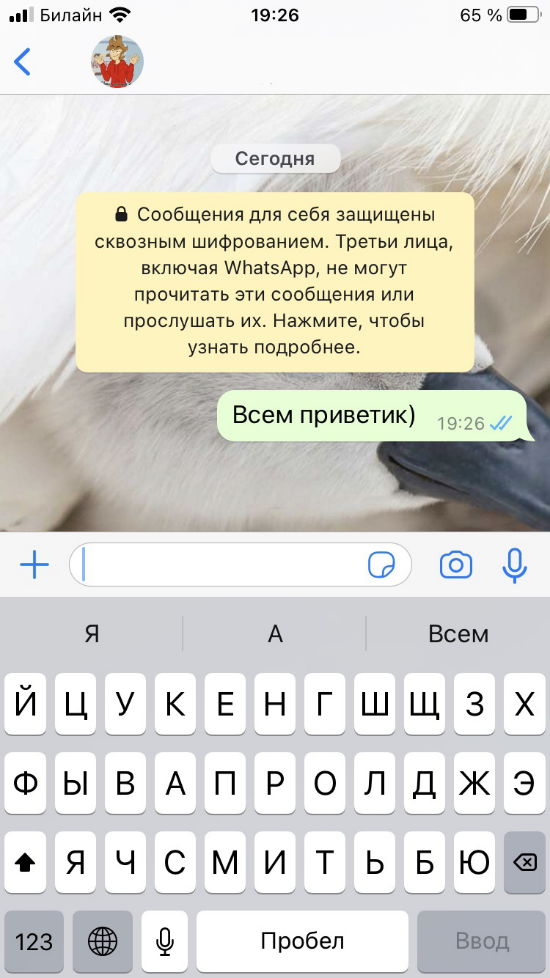 Билайн 19:26 65 %
Сегодня
Сообщения для себя защищены
сквозным шифрованием. Третьи лица,
включая WhatsApp, не могут
прочитать эти сообщения или
прослушать их. Нажмите, чтобы
узнать подробнее.
Всем приветик) 19:26
Я А Всем
Й Ц У К Е Н Г Ш Щ З Х
Ф Ы В А П Р О Л Д Ж Э
Я Ч С М И Т Ь Б Ю
123 Пробел Ввод